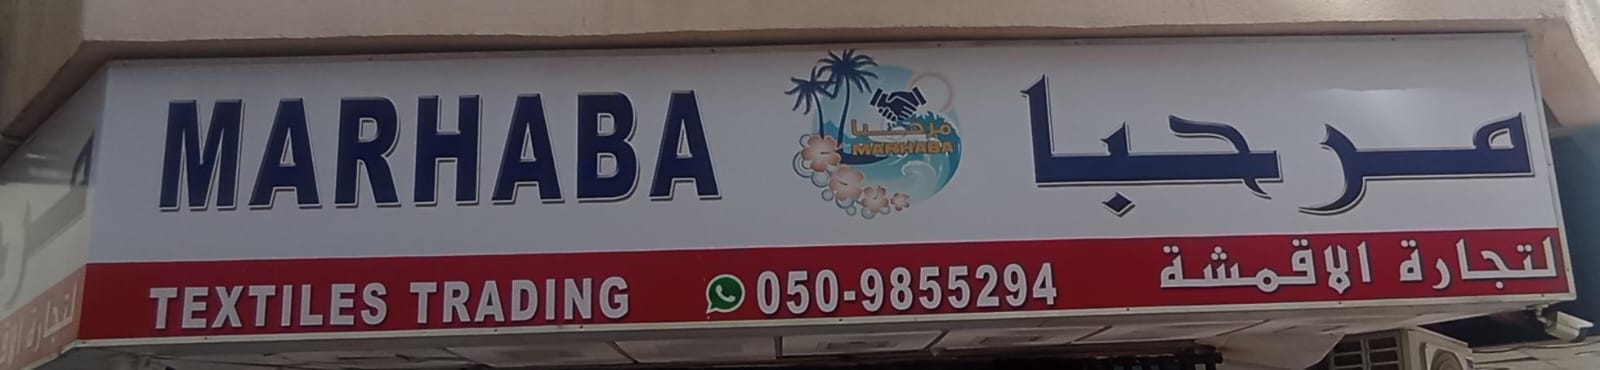 MARHABA
مرحبا
MARHABA
مرحبا
TEXTILES TRADING
050-9855294
لتجارة الاقمشة